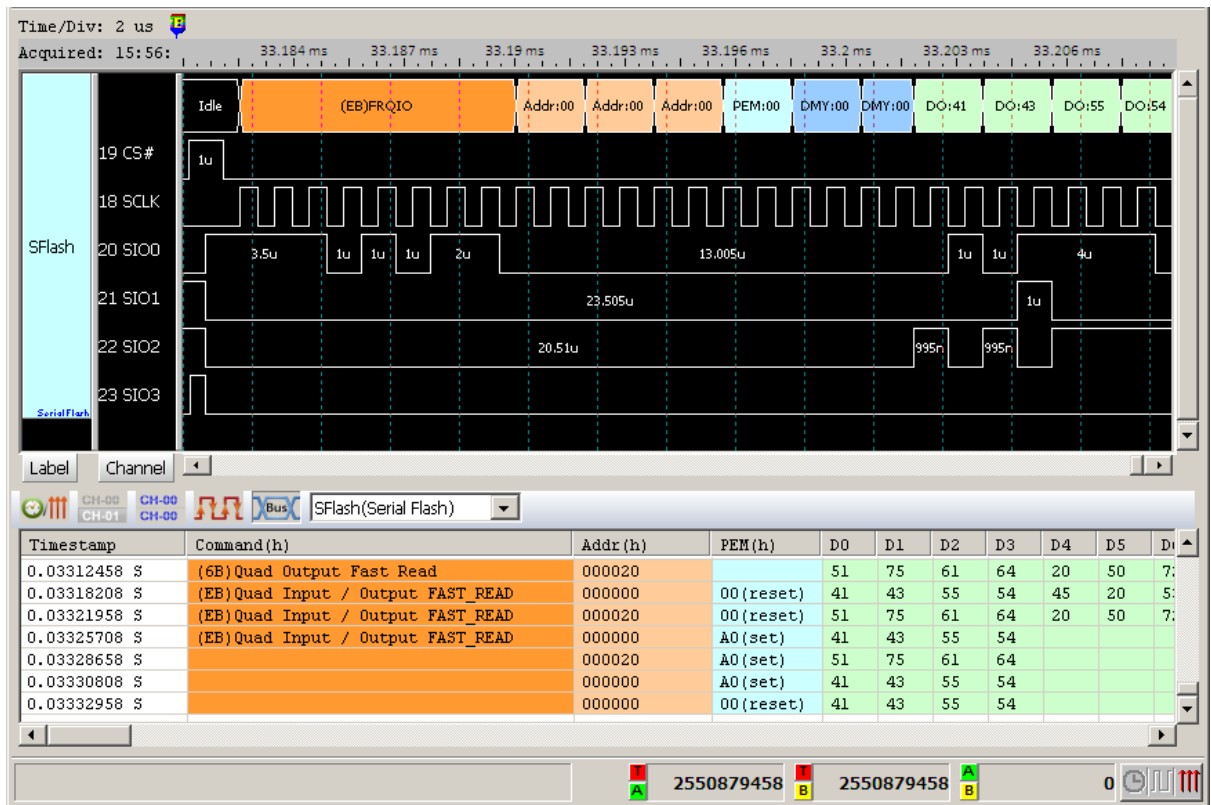 Time/Div: 2 us
Acquired: 15:56: 33.184 ms 33.187 ms 33.19 ms 33.193 ms 33.196 ms 33.2 ms 33.203 ms 33.206 ms
Idle (EB)FRQIO Addr:00 Addr:00 Addr:00 PEM:00 DMY:00 DMY:00 DO:41 DO:43 DO:55 DO:54
19 CS# 1u
18 SCLK
SFlash 20 SIO0 3.5u 1u 1u 1u 2u 13.005u 1u 1u 4u
21 SIO1 23.505u 1u
22 SIO2 20.51u 995n 995n
23 SIO3
Serial Flash
Label Channel
CH-00 CH-00
CH-01 CH-00
Bus SFlash(Serial Flash)
Timestamp Command(h) Addr(h) PEM(h) D0 D1 D2 D3 D4 D5
0.03312458 S (6B)Quad Output Fast Read 000020 51 75 61 64 20 50
0.03318208 S (EB)Quad Input / Output FAST_READ 000000 00(reset) 41 43 55 54 45 20
0.03321958 S (EB)Quad Input / Output FAST_READ 000020 00(reset) 51 75 61 64 20 50
0.03325708 S (EB)Quad Input / Output FAST_READ 000000 A0(set) 41 43 55 54
0.03328658 S 000020 A0(set) 51 75 61 64
0.03330808 S 000000 A0(set) 41 43 55 54
0.03332958 S 000000 00(reset) 41 43 55 54
T A 2550879458 T B 2550879458 A B 0